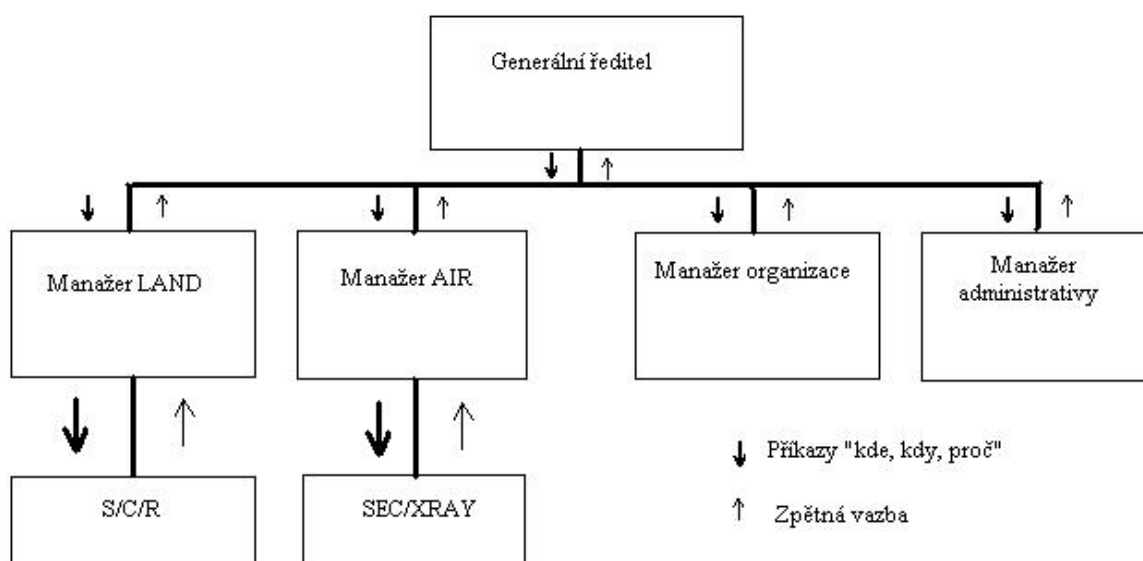 Generální ředitel
Manažer LAND
Manažer AIR
Manažer organizace
Manažer
administrativy
S/C/R
SEC/XRAY
Příkazy "kde, kdy, proč"
Zpětná vazba